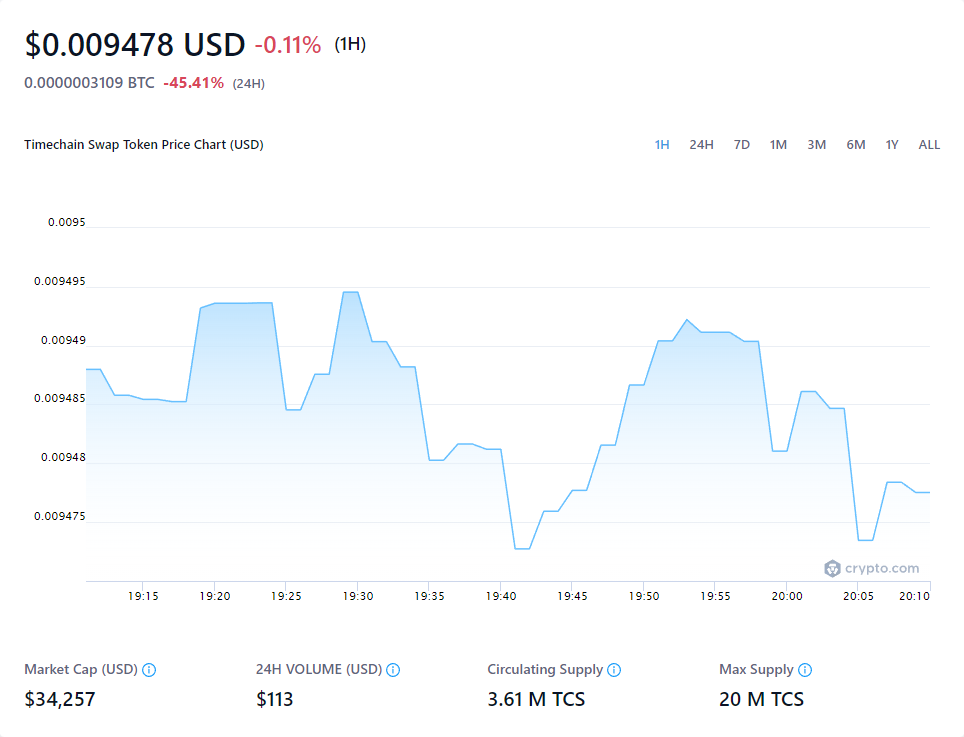 $0.009478 USD -0.11% (1H)
0.0000003109 BTC -45.41% (24H)
Timechain Swap Token Price Chart (USD) 1H 24H 7D 1M 3M 6M 1Y ALL
0.0095
0.009495
0.00949
0.009485
0.00948
0.009475
crypto.com
19:15 19:20 19:25 19:30 19:35 19:40 19:45 19:50 19:55 20:00 20:05 20:10
Market Cap (USD) 24H VOLUME (USD) Circulating Supply Max Supply
$34,257 $113 3.61 M TCS 20 M TCS